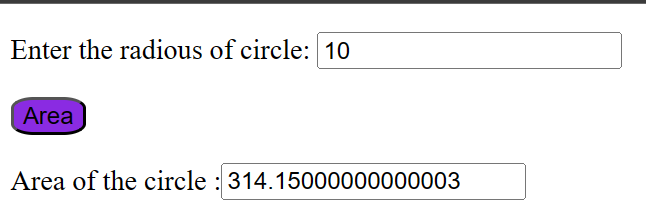 Enter the radious of circle: 10
Area
Area of the circle :314.15000000000003